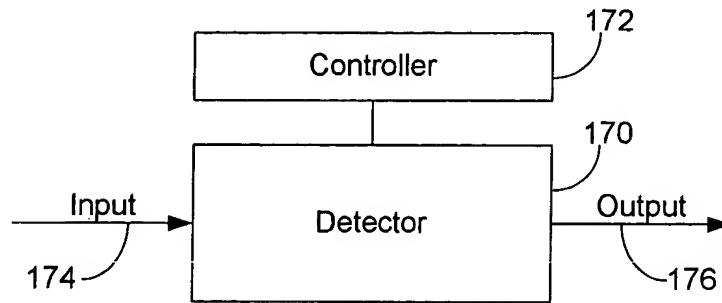 172
Controller
170
Input
Detector
Output
174
176